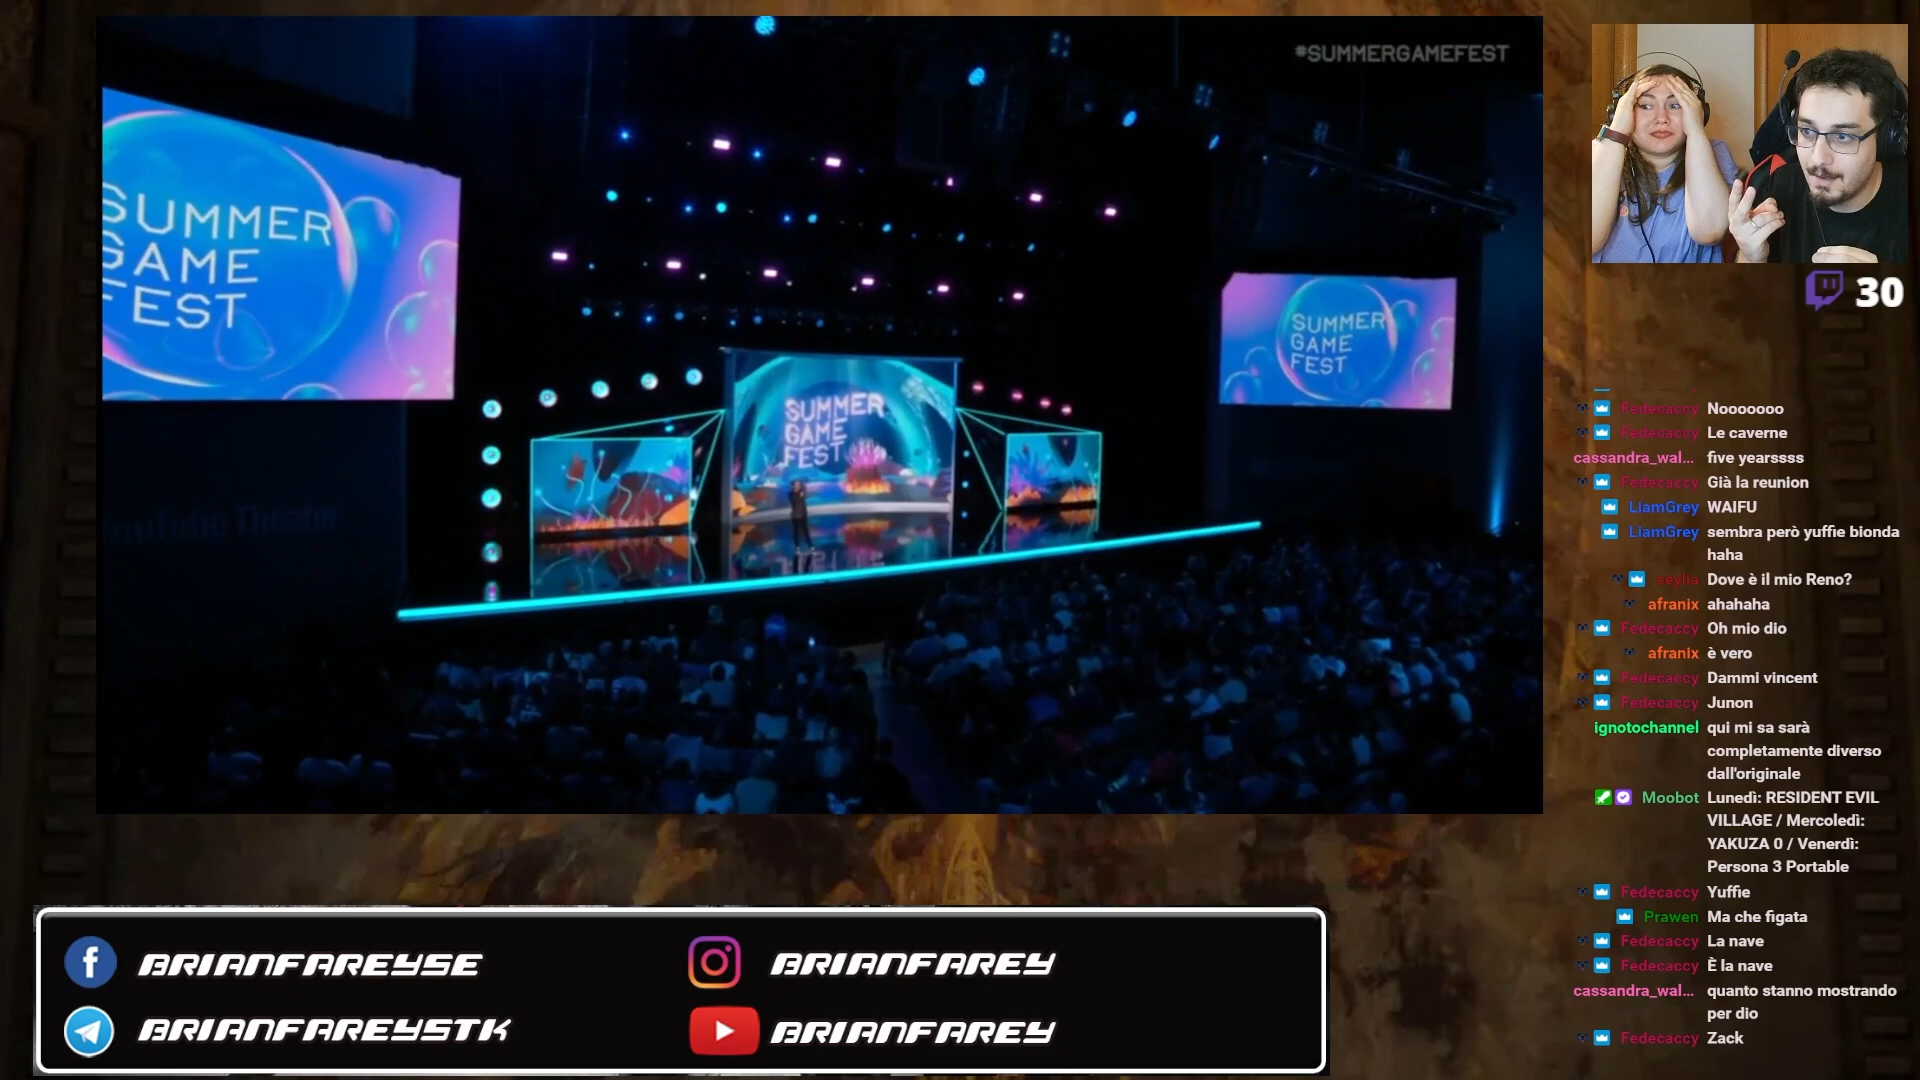 #SUMMERGAMEFEST
SUMMER
GAME
FEST
SUMMER
GAME
FEST
SUMMER
GAME
FEST
YouTube Theater
30
Fedecaccy Nooooooo
Fedecaccy Le caverne
cassandra_wal... five yearssss
Fedecaccy Già la reunion
LiamGrey WAIFU
LiamGrey sembra però yuffie bionda
haha
sevlia Dove è il mio Reno?
afranix ahahaha
Fedecaccy Oh mio dio
afranix è vero
Fedecaccy Dammi vincent
Fedecaccy Junon
ignotochannel qui mi sa sarà
completamente diverso
dall'originale
Moobot Lunedì: RESIDENT EVIL
VILLAGE / Mercoledì:
YAKUZA 0 / Venerdì:
Persona 3 Portable
Fedecaccy Yuffie
Prawen Ma che figata
Fedecaccy La nave
Fedecaccy È la nave
cassandra_wal... quanto stanno mostrando
per dio
Fedecaccy Zack
BRIANFAREYSE
BRIANFAREY
BRIANFAREYSTK
BRIANFAREY